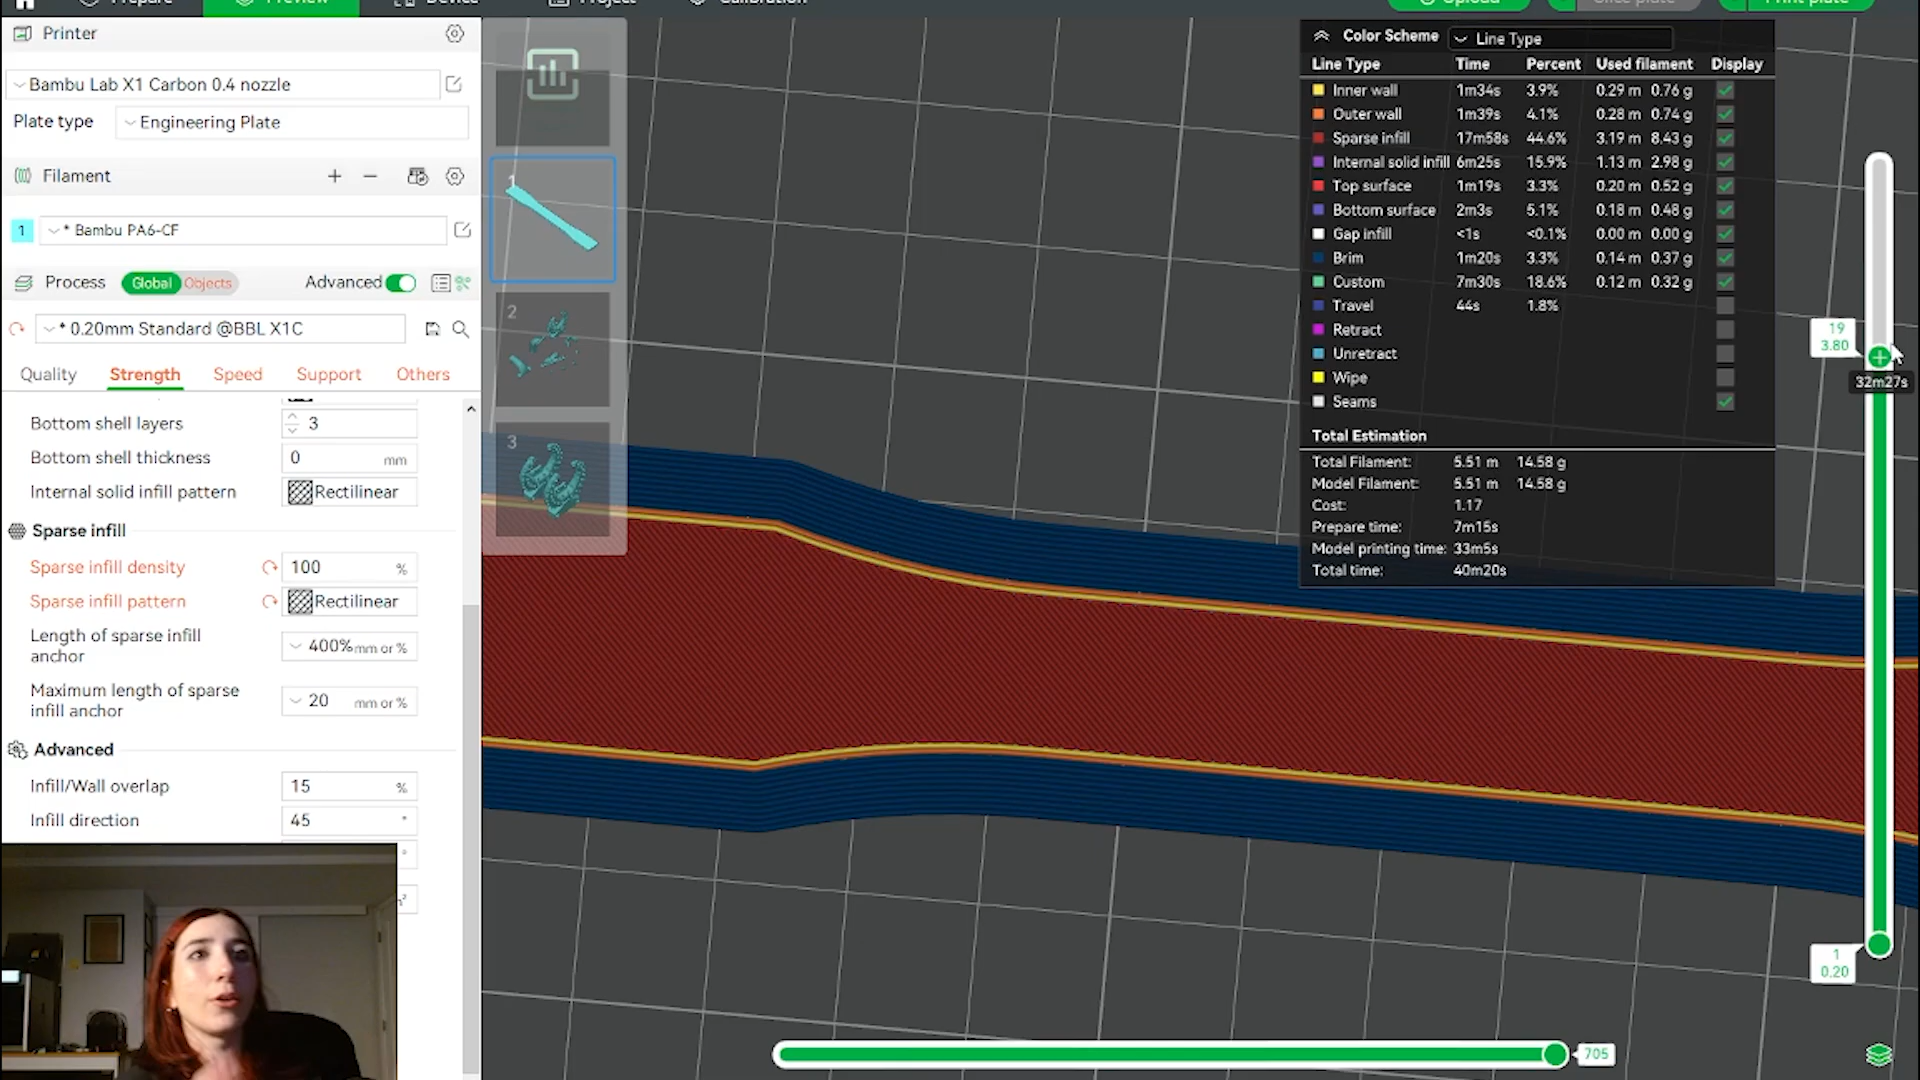 Prepare
Preview
Device
Project
Calibration
Upload
Slice plate
Print plate
Printer
Bambu Lab X1 Carbon 0.4 nozzle
Plate type
Engineering Plate
Filament
1
* Bambu PA6-CF
Process
Global
Objects
Advanced
* 0.20mm Standard @BBL X1C
Quality
Strength
Speed
Support
Others
Bottom shell layers
3
Bottom shell thickness
0
mm
Internal solid infill pattern
Rectilinear
Sparse infill
Sparse infill density
100
%
Sparse infill pattern
Rectilinear
Length of sparse infill
anchor
400%
mm or %
Maximum length of sparse
infill anchor
20
mm or %
Advanced
Infill/Wall overlap
15
%
Infill direction
45
°
1
2
3
Color Scheme
Line Type
Line Type Time Percent Used filament Display
Inner wall 1m34s 3.9% 0.29 m 0.76 g
Outer wall 1m39s 4.1% 0.28 m 0.74 g
Sparse infill 17m58s 44.6% 3.19 m 8.43 g
Internal solid infill 6m25s 15.9% 1.13 m 2.98 g
Top surface 1m19s 3.3% 0.20 m 0.52 g
Bottom surface 2m3s 5.1% 0.18 m 0.48 g
Gap infill <1s <0.1% 0.00 m 0.00 g
Brim 1m20s 3.3% 0.14 m 0.37 g
Custom 7m30s 18.6% 0.12 m 0.32 g
Travel 44s 1.8%
Retract
Unretract
Wipe
Seams
Total Estimation
Total Filament: 5.51 m 14.58 g
Model Filament: 5.51 m 14.58 g
Cost: 1.17
Prepare time: 7m15s
Model printing time: 33m5s
Total time: 40m20s
19
3.80
32m27s
1
0.20
705